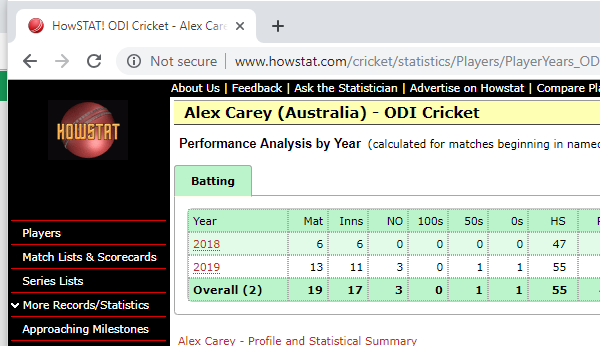 HowSTAT! ODI Cricket - Alex Care
Not secure | www.howstat.com/cricket/statistics/Players/PlayerYears_OD
About Us | Feedback | Ask the Statistician | Advertise on Howstat | Compare Pla
HOWSTAT
Alex Carey (Australia) - ODI Cricket
Performance Analysis by Year (calculated for matches beginning in named
Batting
Year Mat Inns NO 100s 50s 0s HS
2018 6 6 0 0 0 0 47
2019 13 11 3 0 1 1 55
Overall (2) 19 17 3 0 1 1 55
Players
Match Lists & Scorecards
Series Lists
More Records/Statistics
Approaching Milestones
Alex Carey - Profile and Statistical Summary